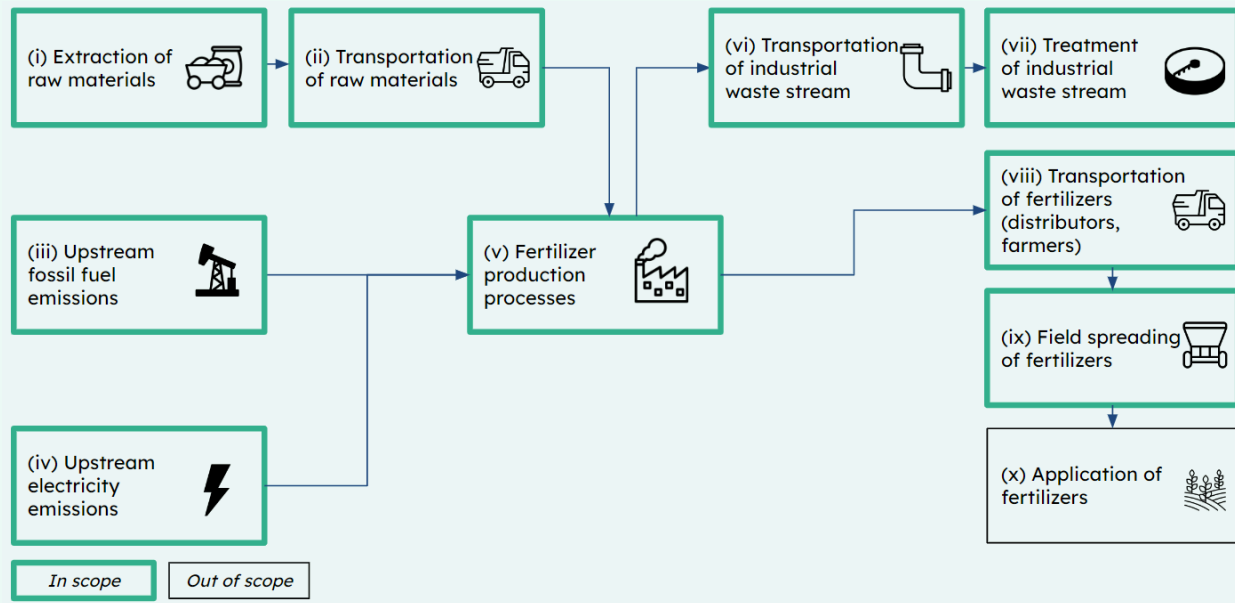 (i) Extraction of
raw materials
(ii) Transportation
of raw materials
(vi) Transportation
of industrial
waste stream
(vii) Treatment
of industrial
waste stream
(iii) Upstream
fossil fuel
emissions
(v) Fertilizer
production
processes
(viii) Transportation
of fertilizers
(distributors,
farmers)
(ix) Field spreading
of fertilizers
(iv) Upstream
electricity
emissions
(x) Application of
fertilizers
In scope
Out of scope